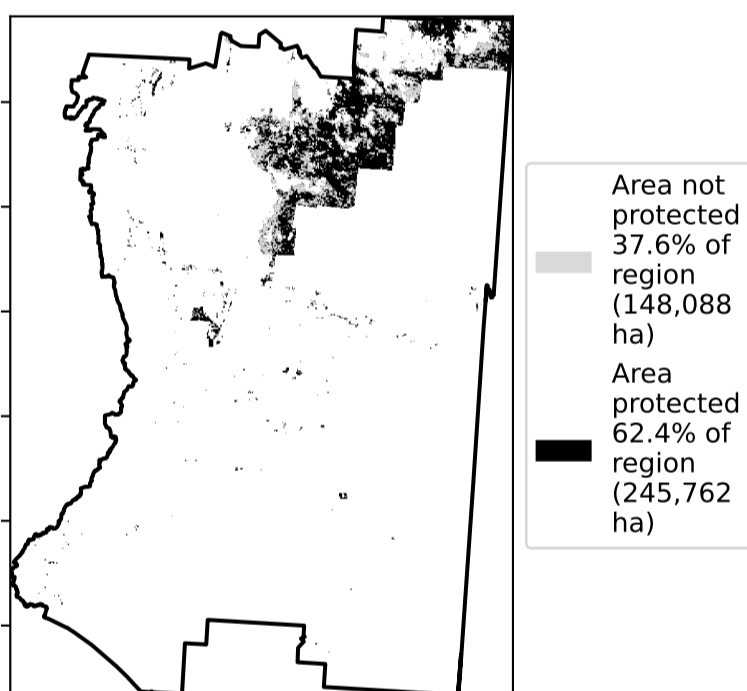 Area not
protected
37.6% of
region
(148,088
ha)
Area
protected
62.4% of
region
(245,762
ha)